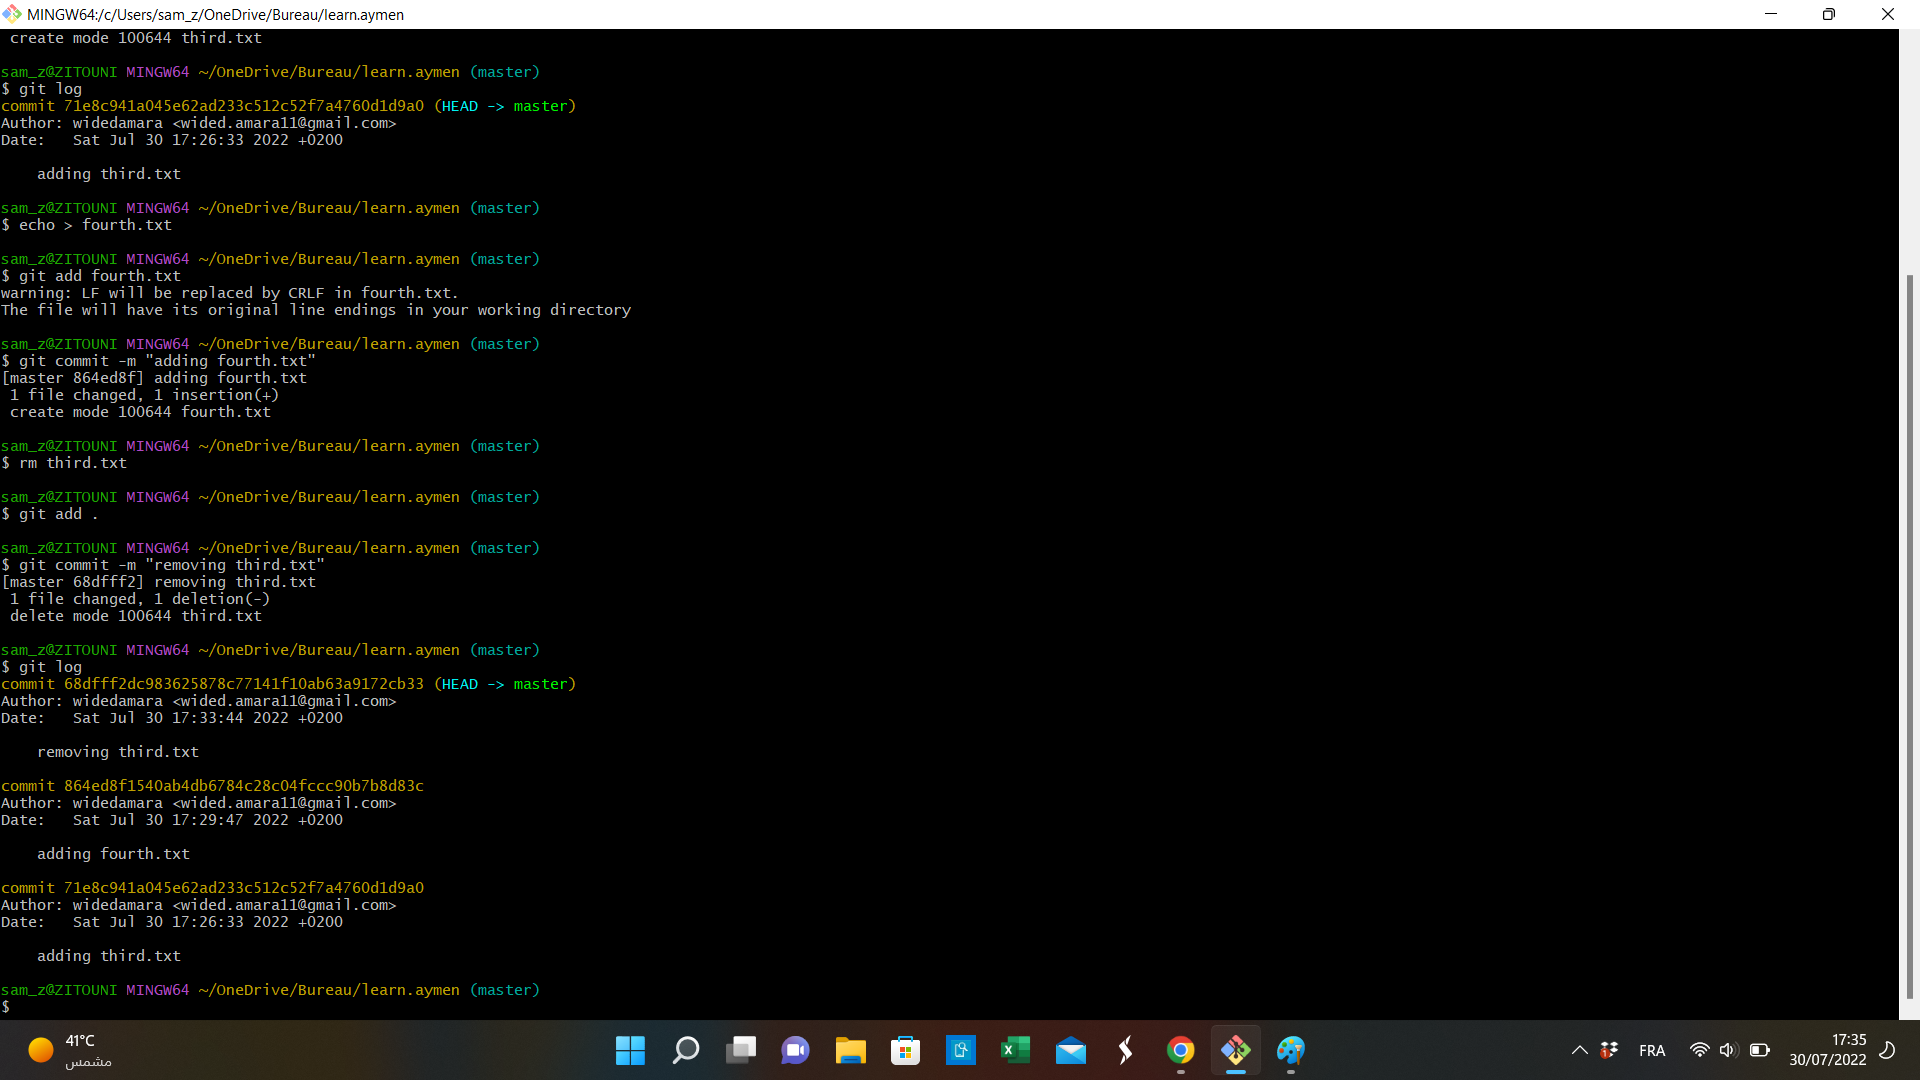 MINGW64:/c/Users/sam_z/OneDrive/Bureau/learn.aymen
 create mode 100644 third.txt
sam_z@ZITOUNI MINGW64 ~/OneDrive/Bureau/learn.aymen (master)
$ git log
commit 71e8c941a045e62ad233c512c52f7a4760d1d9a0 (HEAD -> master)
Author: widedamara <wided.amara11@gmail.com>
Date:   Sat Jul 30 17:26:33 2022 +0200
    adding third.txt
sam_z@ZITOUNI MINGW64 ~/OneDrive/Bureau/learn.aymen (master)
$ echo > fourth.txt
sam_z@ZITOUNI MINGW64 ~/OneDrive/Bureau/learn.aymen (master)
$ git add fourth.txt
warning: LF will be replaced by CRLF in fourth.txt.
The file will have its original line endings in your working directory
sam_z@ZITOUNI MINGW64 ~/OneDrive/Bureau/learn.aymen (master)
$ git commit -m "adding fourth.txt"
[master 864ed8f] adding fourth.txt
 1 file changed, 1 insertion(+)
 create mode 100644 fourth.txt
sam_z@ZITOUNI MINGW64 ~/OneDrive/Bureau/learn.aymen (master)
$ rm third.txt
sam_z@ZITOUNI MINGW64 ~/OneDrive/Bureau/learn.aymen (master)
$ git add .
sam_z@ZITOUNI MINGW64 ~/OneDrive/Bureau/learn.aymen (master)
$ git commit -m "removing third.txt"
[master 68dfff2] removing third.txt
 1 file changed, 1 deletion(-)
 delete mode 100644 third.txt
sam_z@ZITOUNI MINGW64 ~/OneDrive/Bureau/learn.aymen (master)
$ git log
commit 68dfff2dc983625878c77141f10ab63a9172cb33 (HEAD -> master)
Author: widedamara <wided.amara11@gmail.com>
Date:   Sat Jul 30 17:33:44 2022 +0200
    removing third.txt
commit 864ed8f1540ab4db6784c28c04fccc90b7b8d83c
Author: widedamara <wided.amara11@gmail.com>
Date:   Sat Jul 30 17:29:47 2022 +0200
    adding fourth.txt
commit 71e8c941a045e62ad233c512c52f7a4760d1d9a0
Author: widedamara <wided.amara11@gmail.com>
Date:   Sat Jul 30 17:26:33 2022 +0200
    adding third.txt
sam_z@ZITOUNI MINGW64 ~/OneDrive/Bureau/learn.aymen (master)
$
41°C
مشمس
FRA
17:35
30/07/2022